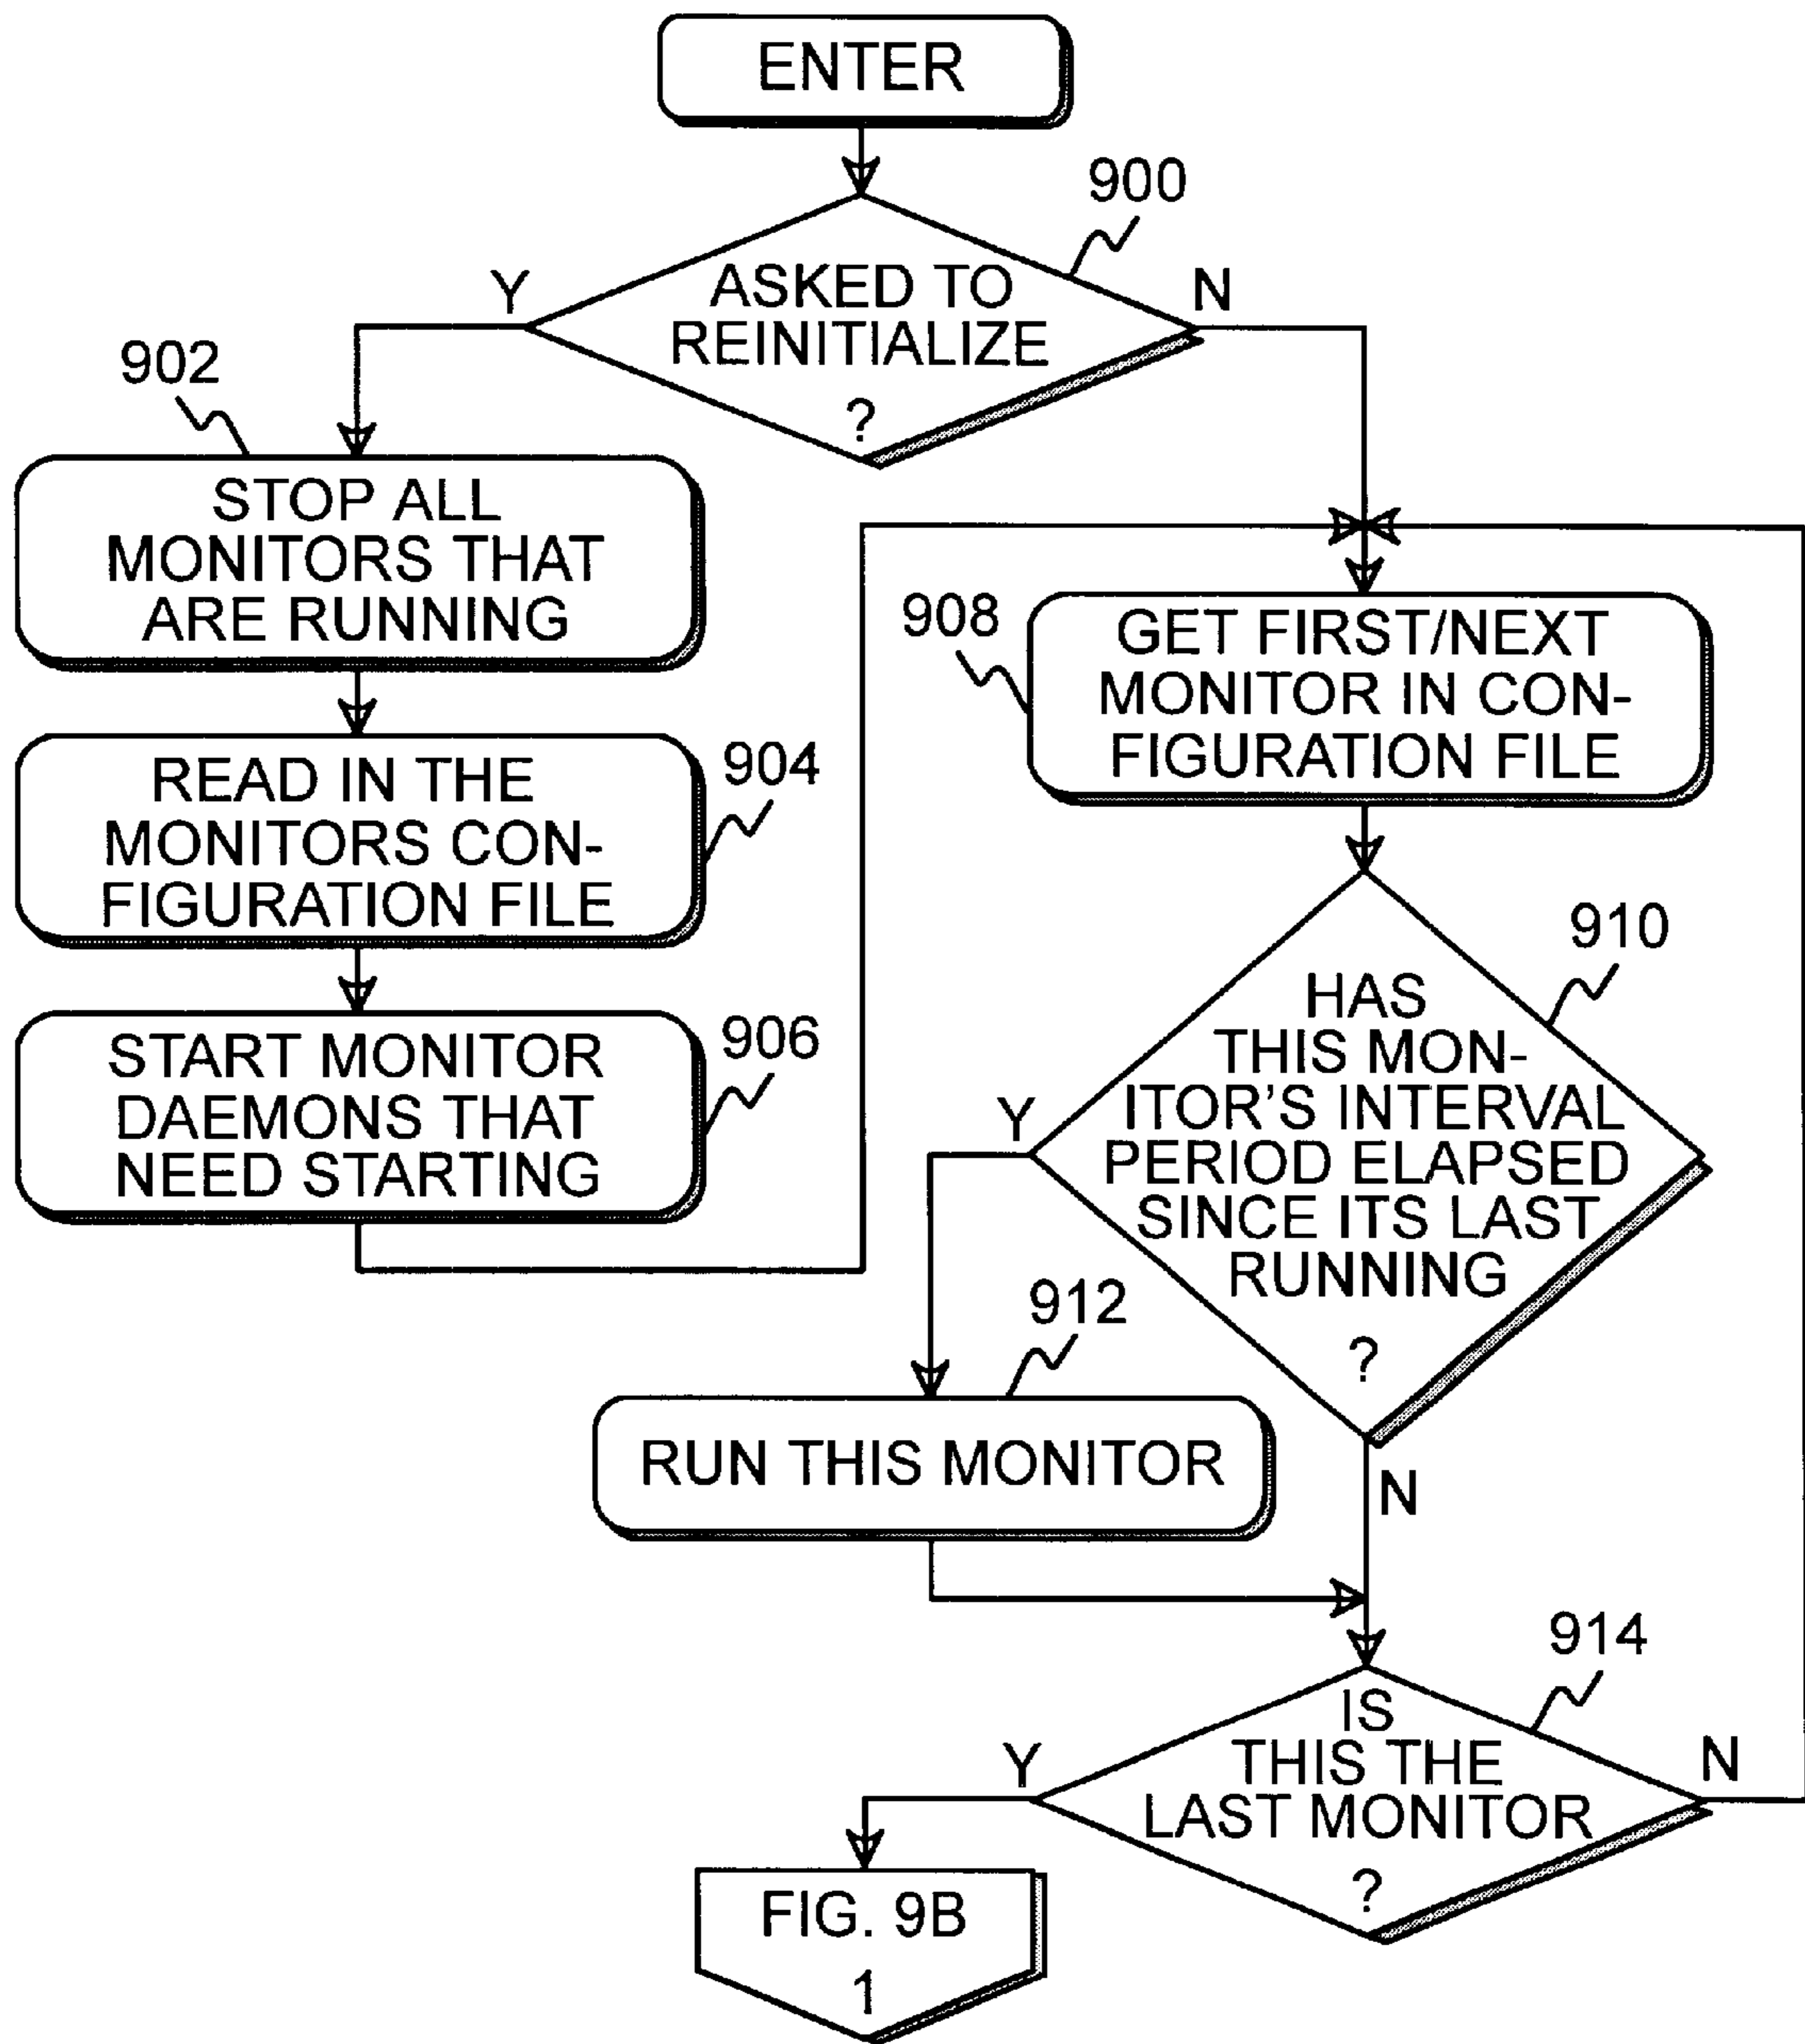 ENTER
900
ASKED TO
REINITIALIZE
?
Y
N
902
STOP ALL
MONITORS THAT
ARE RUNNING
READ IN THE
MONITORS CON-
FIGURATION FILE
904
START MONITOR
DAEMONS THAT
NEED STARTING
906
908
GET FIRST/NEXT
MONITOR IN CON-
FIGURATION FILE
910
HAS
THIS MON-
ITOR'S INTERVAL
PERIOD ELAPSED
SINCE ITS LAST
RUNNING
?
Y
N
912
RUN THIS MONITOR
914
IS
THIS THE
LAST MONITOR
?
Y
N
FIG. 9B
1